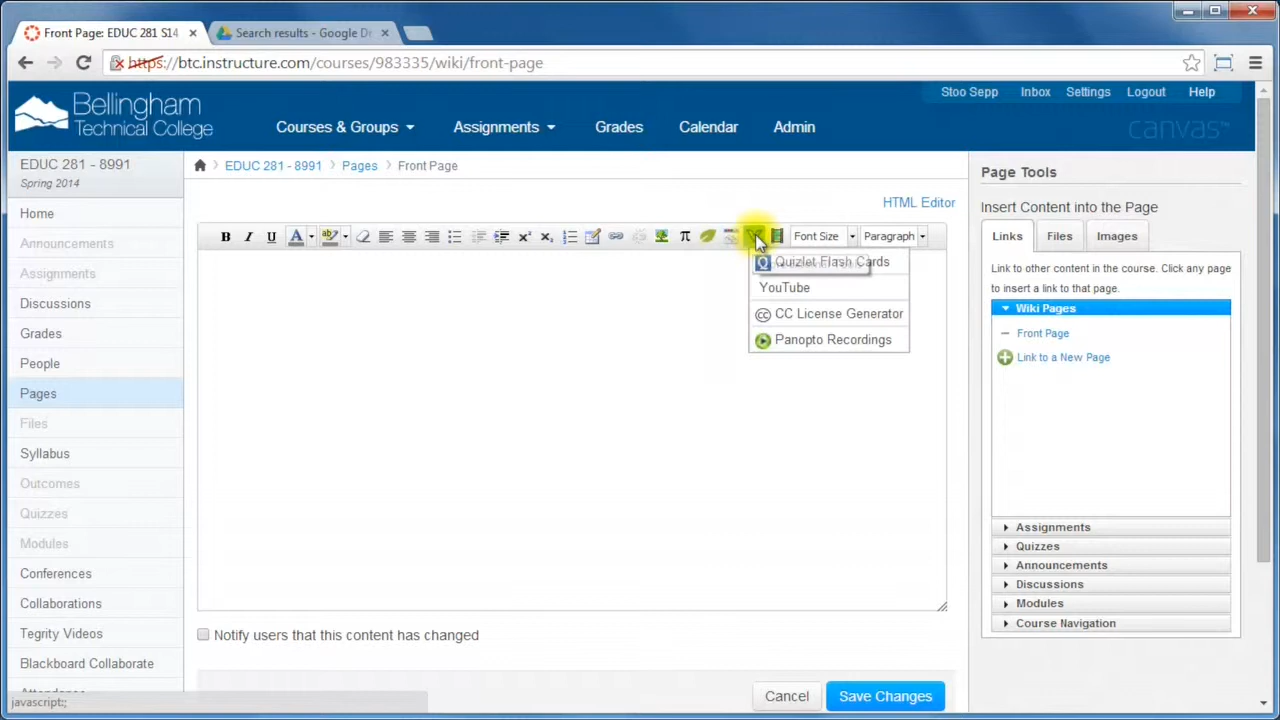 Front Page: EDUC 281 S14
Search results - Google Dr
https://btc.instructure.com/courses/983335/wiki/front-page
Bellingham
Technical College
Stoo Sepp
Inbox
Settings
Logout
Help
canvas™
Courses & Groups
Assignments
Grades
Calendar
Admin
EDUC 281 - 8991
Spring 2014
Home
Announcements
Assignments
Discussions
Grades
People
Pages
Files
Syllabus
Outcomes
Quizzes
Modules
Conferences
Collaborations
Tegrity Videos
Blackboard Collaborate
javascript:;
EDUC 281 - 8991
Pages
Front Page
HTML Editor
B
I
U
A
ab
x²
x₂
π
Font Size
Paragraph
Quizlet Flash Cards
YouTube
CC License Generator
Panopto Recordings
Notify users that this content has changed
Cancel
Save Changes
Page Tools
Insert Content into the Page
Links
Files
Images
Link to other content in the course. Click any page
to insert a link to that page.
Wiki Pages
Front Page
Link to a New Page
Assignments
Quizzes
Announcements
Discussions
Modules
Course Navigation